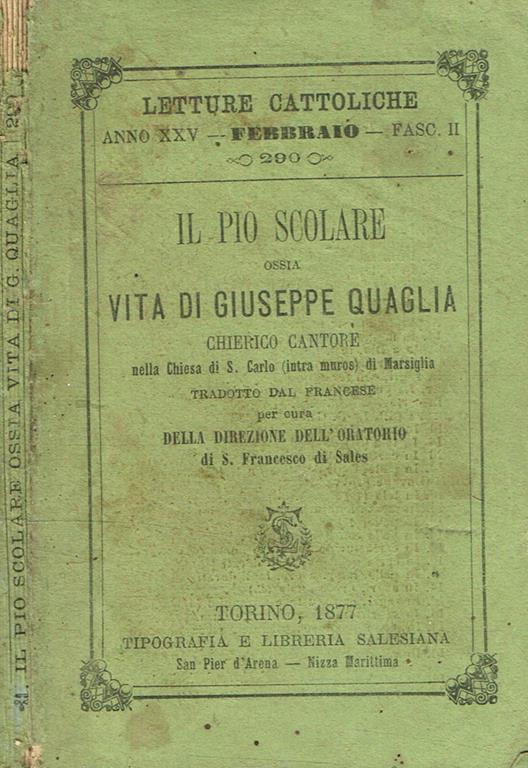 LETTURE CATTOLICHE
ANNO XXV — FEBBRAIO — FASC. II
290
IL PIO SCOLARE
OSSIA
VITA DI GIUSEPPE QUAGLIA
CHIERICO CANTORE
nella Chiesa di S. Carlo (intra muros) di Marsiglia
TRADOTTO DAL FRANCESE
per cura
DELLA DIREZIONE DELL'ORATORIO
di S. Francesco di Sales
TORINO, 1877
TIPOGRAFIA E LIBRERIA SALESIANA
San Pier d'Arena — Nizza Marittima
IL PIO SCOLARE OSSIA VITA DI G. QUAGLIA